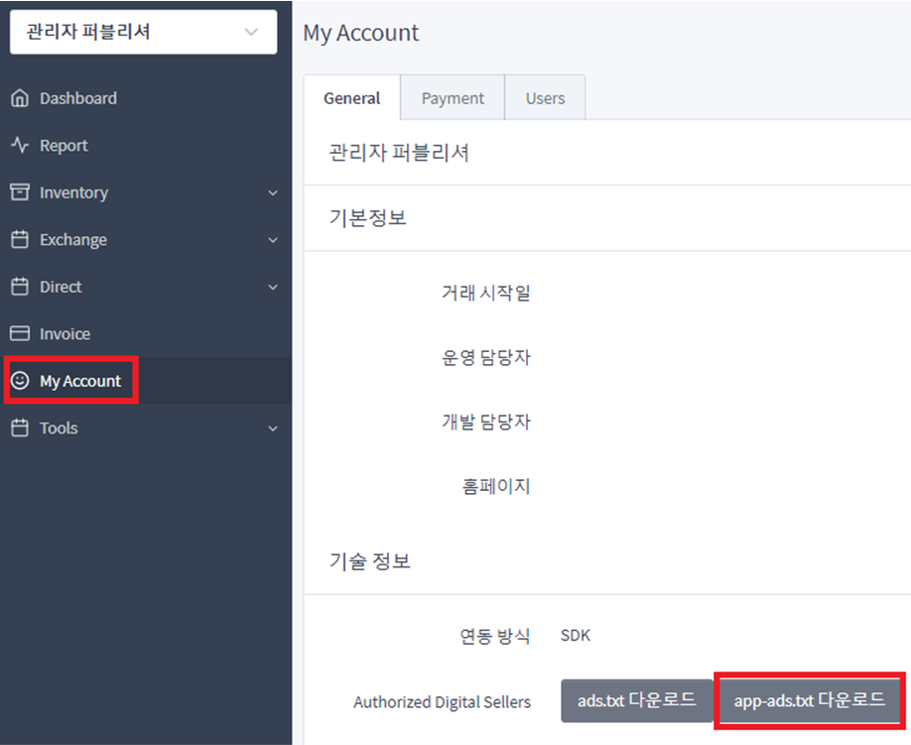 관리자 퍼블리셔
Dashboard
Report
Inventory
Exchange
Direct
Invoice
My Account
Tools
My Account
General
Payment
Users
관리자 퍼블리셔
기본정보
거래 시작일
운영 담당자
개발 담당자
홈페이지
기술 정보
연동 방식 SDK
Authorized Digital Sellers ads.txt 다운로드 app-ads.txt 다운로드